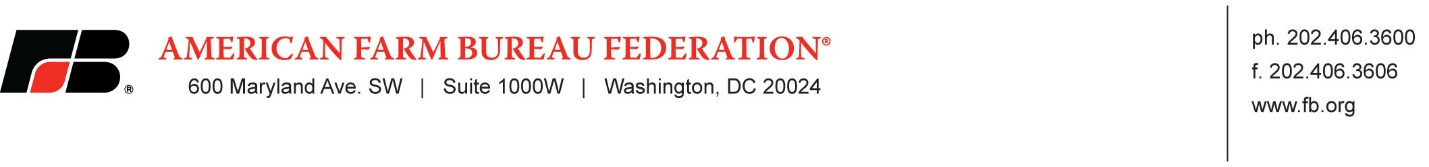 FB®
AMERICAN FARM BUREAU FEDERATION®
600 Maryland Ave. SW | Suite 1000W | Washington, DC 20024
ph. 202.406.3600
f. 202.406.3606
www.fb.org